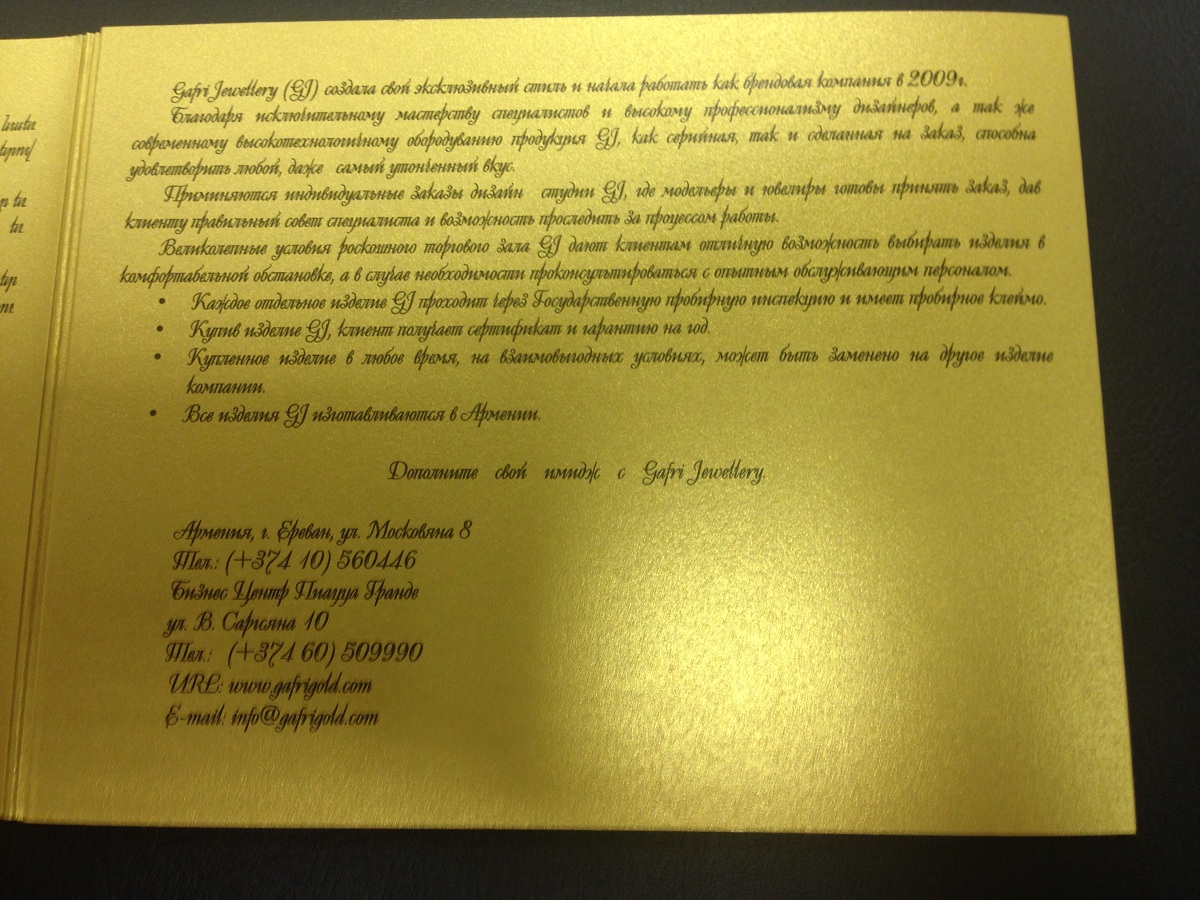 Gafri Jewellery (GJ) создала свой эксклюзивный стиль и начала работать как брендовая компания в 2009г.
Благодаря исключительному мастерству специалистов и высокому профессионализму дизайнеров, а так же
современному высокотехнологичному оборудованию продукция GJ, как серийная, так и сделанная на заказ, способна
удовлетворить любой, даже самый утонченный вкус.
Приминяются индивидуальные заказы дизайн студии GJ, где модельеры и ювелиры готовы принять заказ, дав
клиенту правильный совет специалиста и возможность проследить за процессом работы.
Великолепные условия роскошного торгового зала GJ дают клиентам отличную возможность выбирать изделия в
комфортабельной обстановке, а в случае необходимости проконсультироваться с опытным обслуживающим персоналом.
• Каждое отдельное изделие GJ проходит через Государственную пробирную инспекцию и имеет пробирное клеймо.
• Купив изделие GJ, клиент получает сертификат и гарантию на год.
• Купленное изделие в любое время, на взаимовыгодных условиях, может быть заменено на другое изделие
компании.
• Все изделия GJ изготавливаются в Армении.
Дополните свой имидж с Gafri Jewellery.
Армения, г. Ереван, ул. Московяна 8
Тел.: (+374 10) 560446
Бизнес Центр Пиацца Гранде
ул. В. Саргсяна 10
Тел.: (+374 60) 509990
URL: www.gafrigold.com
E-mail: info@gafrigold.com